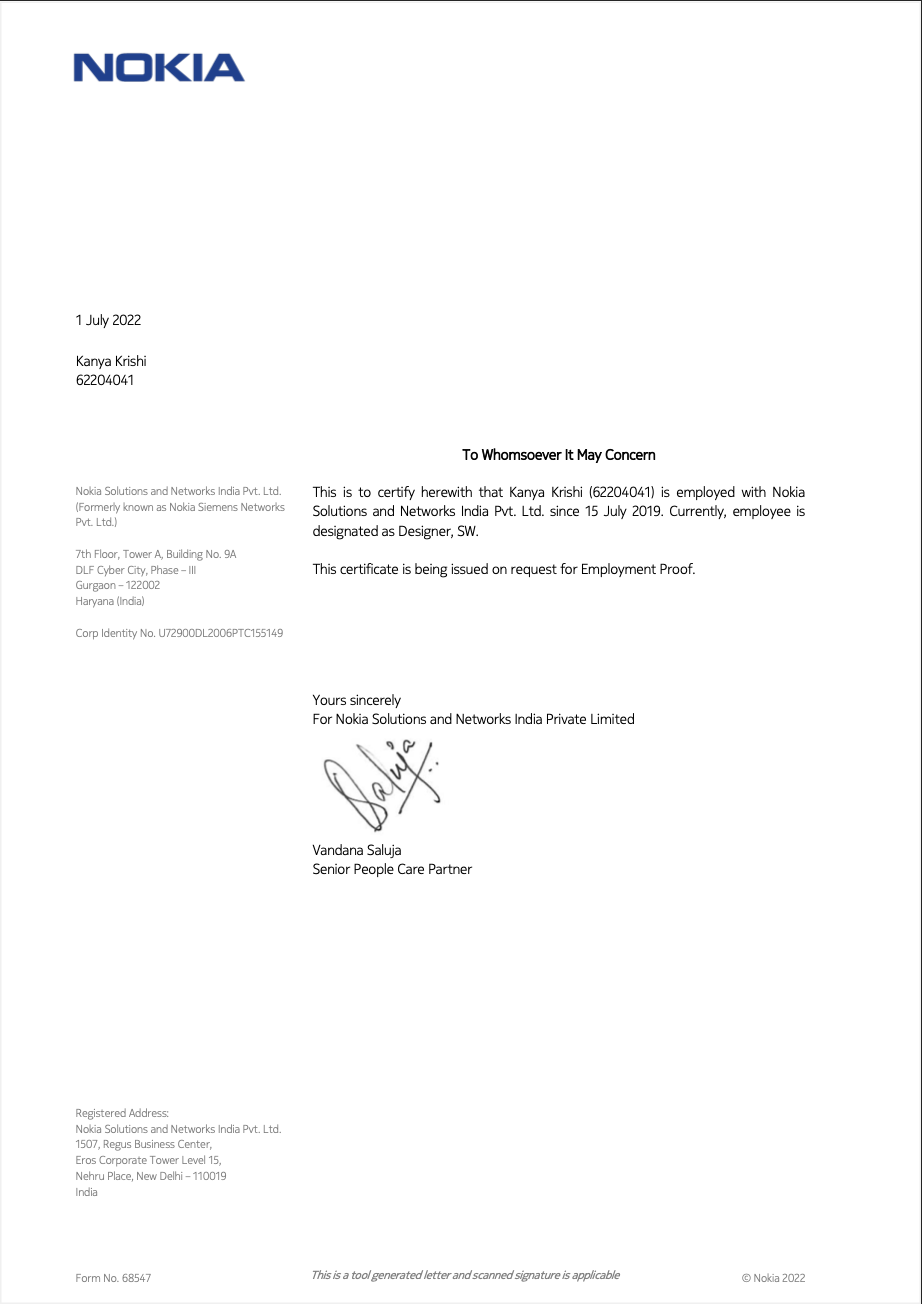 NOKIA
1 July 2022
Kanya Krishi
62204041
To Whomsoever It May Concern
Nokia Solutions and Networks India Pvt. Ltd.
(Formerly known as Nokia Siemens Networks
Pvt. Ltd.)
7th Floor, Tower A, Building No. 9A
DLF Cyber City, Phase – III
Gurgaon – 122002
Haryana (India)
Corp Identity No. U72900DL2006PTC155149
This is to certify herewith that Kanya Krishi (62204041) is employed with Nokia
Solutions and Networks India Pvt. Ltd. since 15 July 2019. Currently, employee is
designated as Designer, SW.
This certificate is being issued on request for Employment Proof.
Yours sincerely
For Nokia Solutions and Networks India Private Limited
Saluja
Vandana Saluja
Senior People Care Partner
Registered Address:
Nokia Solutions and Networks India Pvt. Ltd.
1507, Regus Business Center,
Eros Corporate Tower Level 15,
Nehru Place, New Delhi – 110019
India
Form No. 68547
This is a tool generated letter and scanned signature is applicable
© Nokia 2022